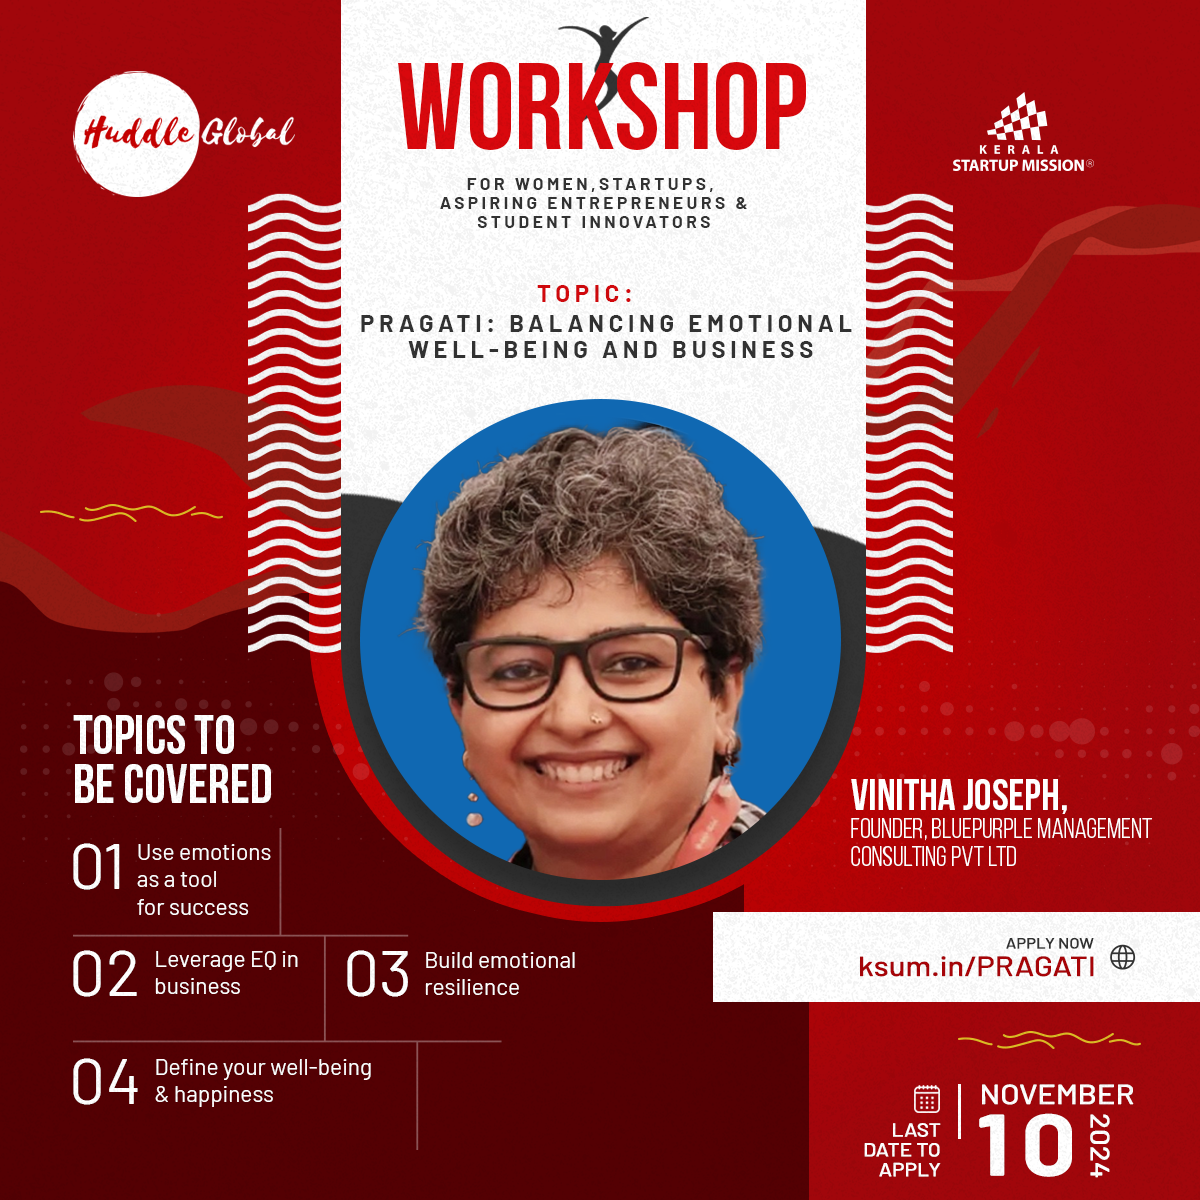 Huddle Global
WORKSHOP
KERALA
STARTUP MISSION®
FOR WOMEN,STARTUPS,
ASPIRING ENTREPRENEURS &
STUDENT INNOVATORS
TOPIC:
PRAGATI: BALANCING EMOTIONAL
WELL-BEING AND BUSINESS
TOPICS TO
BE COVERED
01 Use emotions
as a tool
for success
02 Leverage EQ in
business
03 Build emotional
resilience
04 Define your well-being
& happiness
VINITHA JOSEPH,
FOUNDER, BLUEPURPLE MANAGEMENT
CONSULTING PVT LTD
APPLY NOW
ksum.in/PRAGATI
LAST
DATE TO
APPLY
NOVEMBER
10
2024